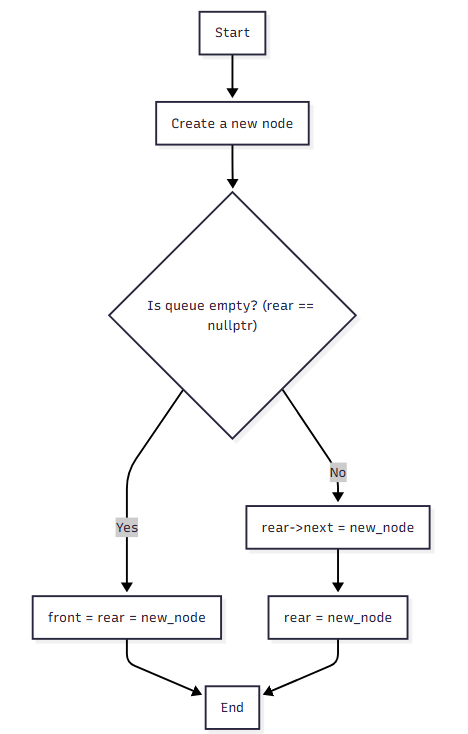 Start
Create a new node
Is queue empty? (rear ==
nullptr)
No
rear->next = new_node
Yes
front = rear = new_node
rear = new_node
End